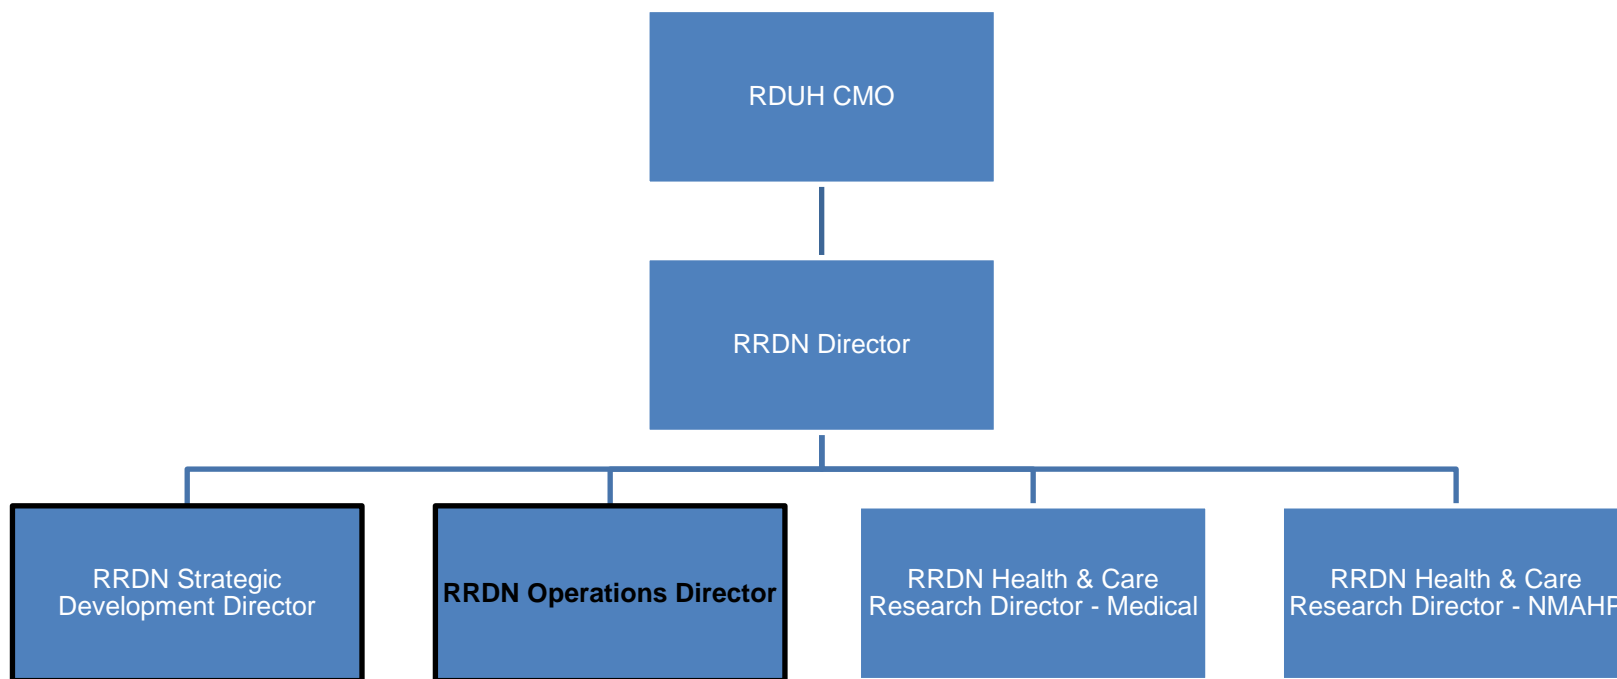 RDUH CMO
RRDN Director
RRDN Strategic
Development Director
RRDN Operations Director
RRDN Health & Care
Research Director - Medical
RRDN Health & Care
Research Director - NMAHP